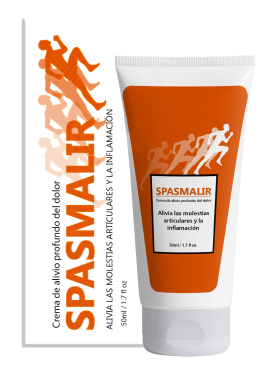 Crema de alivio profundo del dolor
SPASMALIR
ALIVIA LAS MOLESTIAS ARTICULARES Y LA INFLAMACIÓN
50ml / 1.7 fl oz
SPASMALIR
Crema de alivio profundo del dolor
Alivia las molestias
articulares y la
inflamación
50ml / 1.7 fl oz